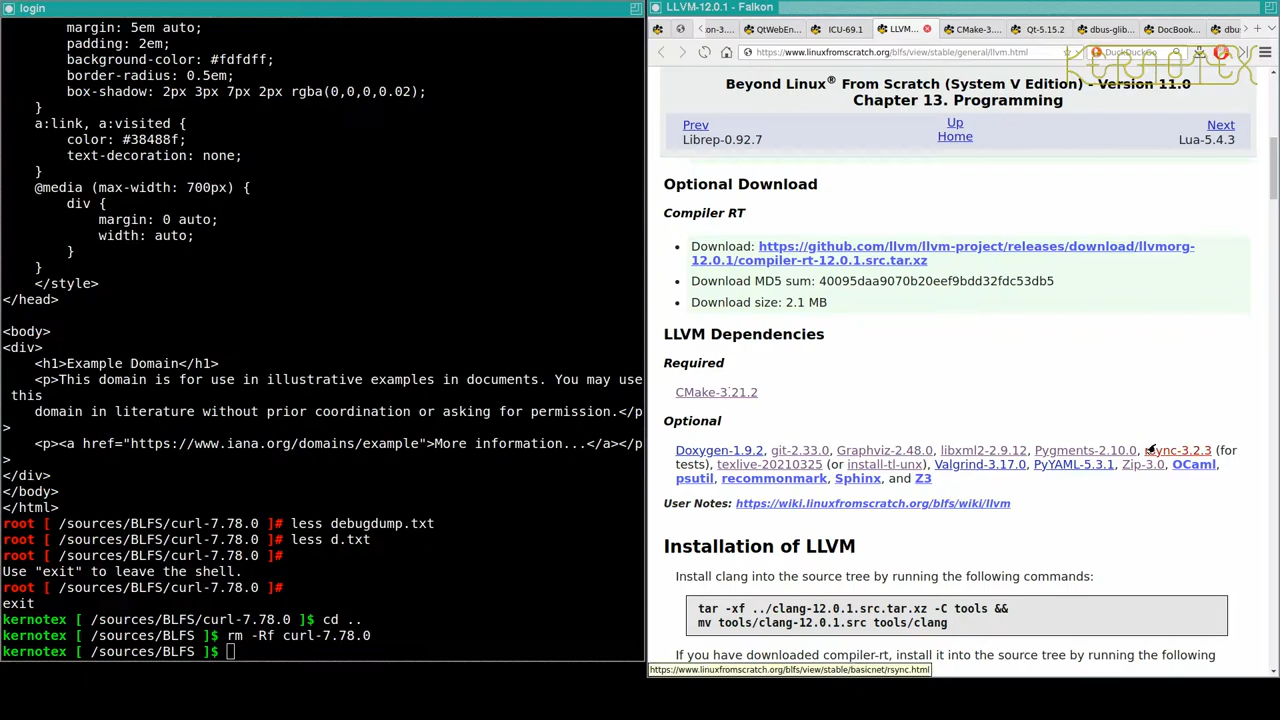 login
margin: 5em auto;
padding: 2em;
background-color: #fdfdff;
border-radius: 0.5em;
box-shadow: 2px 3px 7px 2px rgba(0,0,0,0.02);
}
a:link, a:visited {
color: #38488f;
text-decoration: none;
}
@media (max-width: 700px) {
div {
margin: 0 auto;
width: auto;
}
}
</style>
</head>
<body>
<div>
<h1>Example Domain</h1>
<p>This domain is for use in illustrative examples in documents. You may use
this
domain in literature without prior coordination or asking for permission.</p
>
<p><a href="https://www.iana.org/domains/example">More information...</a></p
>
</div>
</body>
</html>
root [ /sources/BLFS/curl-7.78.0 ]# less debugdump.txt
root [ /sources/BLFS/curl-7.78.0 ]# less d.txt
root [ /sources/BLFS/curl-7.78.0 ]#
Use "exit" to leave the shell.
root [ /sources/BLFS/curl-7.78.0 ]#
exit
kernotex [ /sources/BLFS/curl-7.78.0 ]$ cd ..
kernotex [ /sources/BLFS ]$ rm -Rf curl-7.78.0
kernotex [ /sources/BLFS ]$
LLVM-12.0.1 - Falkon
on-3.... QtWebEn... ICU-69.1 LLVM... CMake-3.... Qt-5.15.2 dbus-glib... DocBook... dbus
https://www.linuxfromscratch.org/blfs/view/stable/general/llvm.html DuckDuckGo
KERNOTEX
Beyond Linux® From Scratch (System V Edition) - Version 11.0
Chapter 13. Programming
Prev Up Next
Librep-0.92.7 Home Lua-5.4.3
Optional Download
Compiler RT
• Download: https://github.com/llvm/llvm-project/releases/download/llvmorg-
12.0.1/compiler-rt-12.0.1.src.tar.xz
• Download MD5 sum: 40095daa9070b20eef9bdd32fdc53db5
• Download size: 2.1 MB
LLVM Dependencies
Required
CMake-3.21.2
Optional
Doxygen-1.9.2, git-2.33.0, Graphviz-2.48.0, libxml2-2.9.12, Pygments-2.10.0, rsync-3.2.3 (for
tests), texlive-20210325 (or install-tl-unx), Valgrind-3.17.0, PyYAML-5.3.1, Zip-3.0, OCaml,
psutil, recommonmark, Sphinx, and Z3
User Notes: https://wiki.linuxfromscratch.org/blfs/wiki/llvm
Installation of LLVM
Install clang into the source tree by running the following commands:
tar -xf ../clang-12.0.1.src.tar.xz -C tools &&
mv tools/clang-12.0.1.src tools/clang
If you have downloaded compiler-rt, install it into the source tree by running the following
https://www.linuxfromscratch.org/blfs/view/stable/basicnet/rsync.html